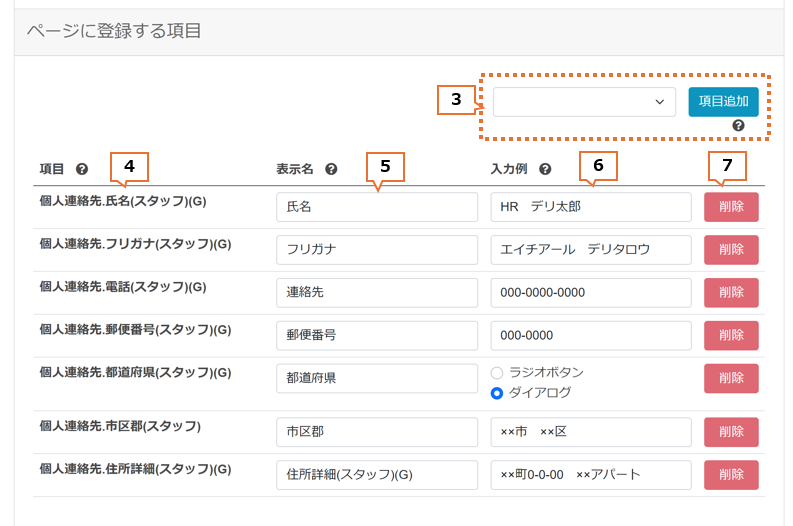 ページに登録する項目
3 項目追加
項目 4 表示名 5 入力例 6 7
個人連絡先.氏名(スタッフ)(G) 氏名 HR　デリ太郎 削除
個人連絡先.フリガナ(スタッフ)(G) フリガナ エイチアール　デリタロウ 削除
個人連絡先.電話(スタッフ)(G) 連絡先 000-0000-0000 削除
個人連絡先.郵便番号(スタッフ)(G) 郵便番号 000-0000 削除
個人連絡先.都道府県(スタッフ)(G) 都道府県 ラジオボタン 削除
ダイアログ
個人連絡先.市区郡(スタッフ) 市区郡 ××市　××区 削除
個人連絡先.住所詳細(スタッフ)(G) 住所詳細(スタッフ)(G) ××町0-0-00　××アパート 削除